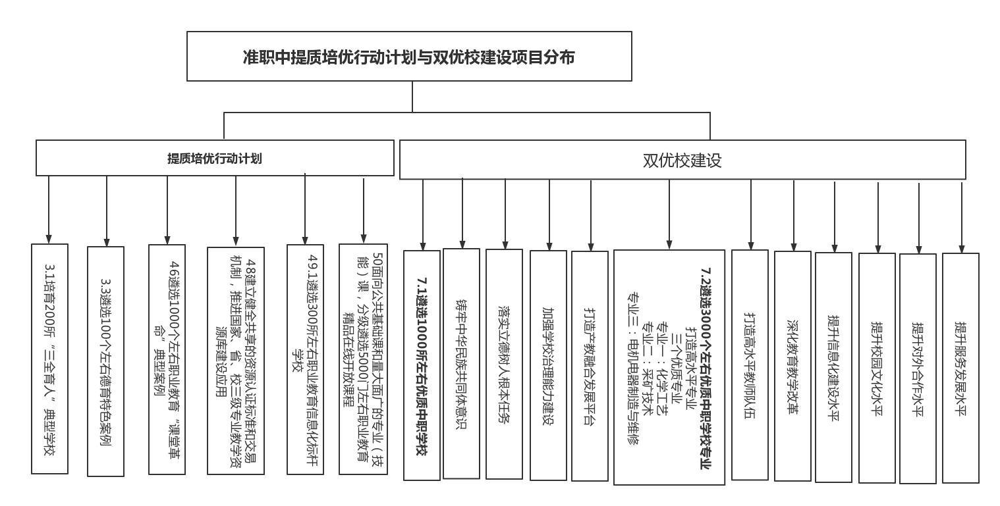 准职中提质培优行动计划与双优校建设项目分布
提质培优行动计划
双优校建设
3.1培育200所“三全育人”典型学校
3.3遴选100个左右德育特色案例
46遴选1000个左右职业教育“课堂革
命”典型案例
48建立健全共享的资源认证标准和交易
机制，推进国家、省、校三级专业教学资
源库建设应用
49.1遴选300所左右职业教育信息化标杆
学校
50面向公共基础课和量大面广的专业（技
能）课，分级遴选5000门左右职业教育
精品在线开放课程
7.1遴选1000所左右优质中职学校
铸牢中华民族共同体意识
落实立德树人根本任务
加强学校治理能力建设
打造产教融合发展平台
7.2遴选3000个左右优质中职学校专业
打造高水平专业
三个优质专业
专业一：化学工艺
专业二：采矿技术
专业三：电机电器制造与维修
打造高水平教师队伍
深化教育教学改革
提升信息化建设水平
提升校园文化水平
提升对外合作水平
提升服务发展水平